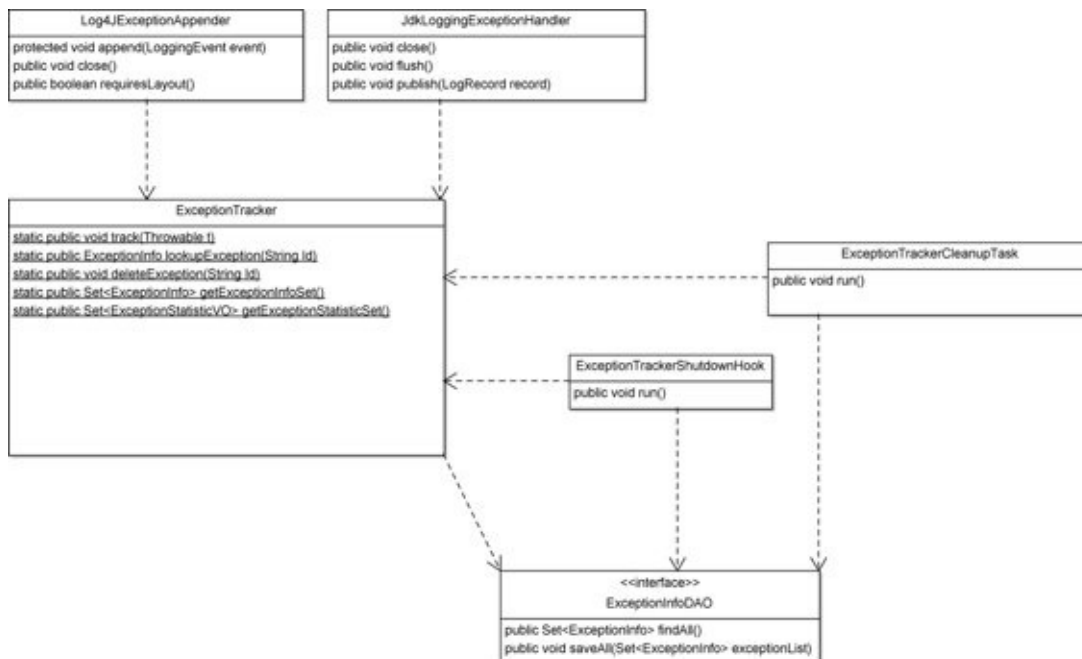 Log4JExceptionAppender
protected void append(LoggingEvent event)
public void close()
public boolean requiresLayout()
JdkLoggingExceptionHandler
public void close()
public void flush()
public void publish(LogRecord record)
ExceptionTracker
static public void track(Throwable t)
static public ExceptionInfo lookupException(String Id)
static public void deleteException(String Id)
static public Set<ExceptionInfo> getExceptionInfoSet()
static public Set<ExceptionStatisticVO> getExceptionStatisticSet()
ExceptionTrackerCleanupTask
public void run()
ExceptionTrackerShutdownHook
public void run()
<<interface>>
ExceptionInfoDAO
public Set<ExceptionInfo> findAll()
public void saveAll(Set<ExceptionInfo> exceptionList)